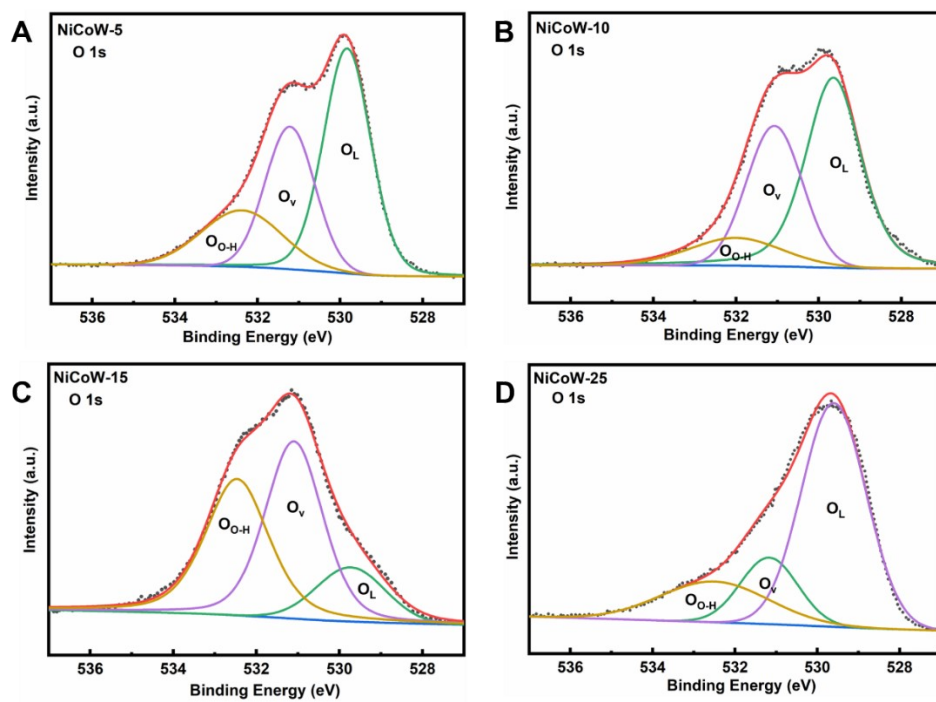 A
NiCoW-5
O 1s
O_L
O_v
O_O-H
Intensity (a.u.)
536 534 532 530 528
Binding Energy (eV)
B
NiCoW-10
O 1s
O_L
O_v
O_O-H
Intensity (a.u.)
536 534 532 530 528
Binding Energy (eV)
C
NiCoW-15
O 1s
O_O-H
O_v
O_L
Intensity (a.u.)
536 534 532 530 528
Binding Energy (eV)
D
NiCoW-25
O 1s
O_L
O_O-H
O_v
Intensity (a.u.)
536 534 532 530 528
Binding Energy (eV)